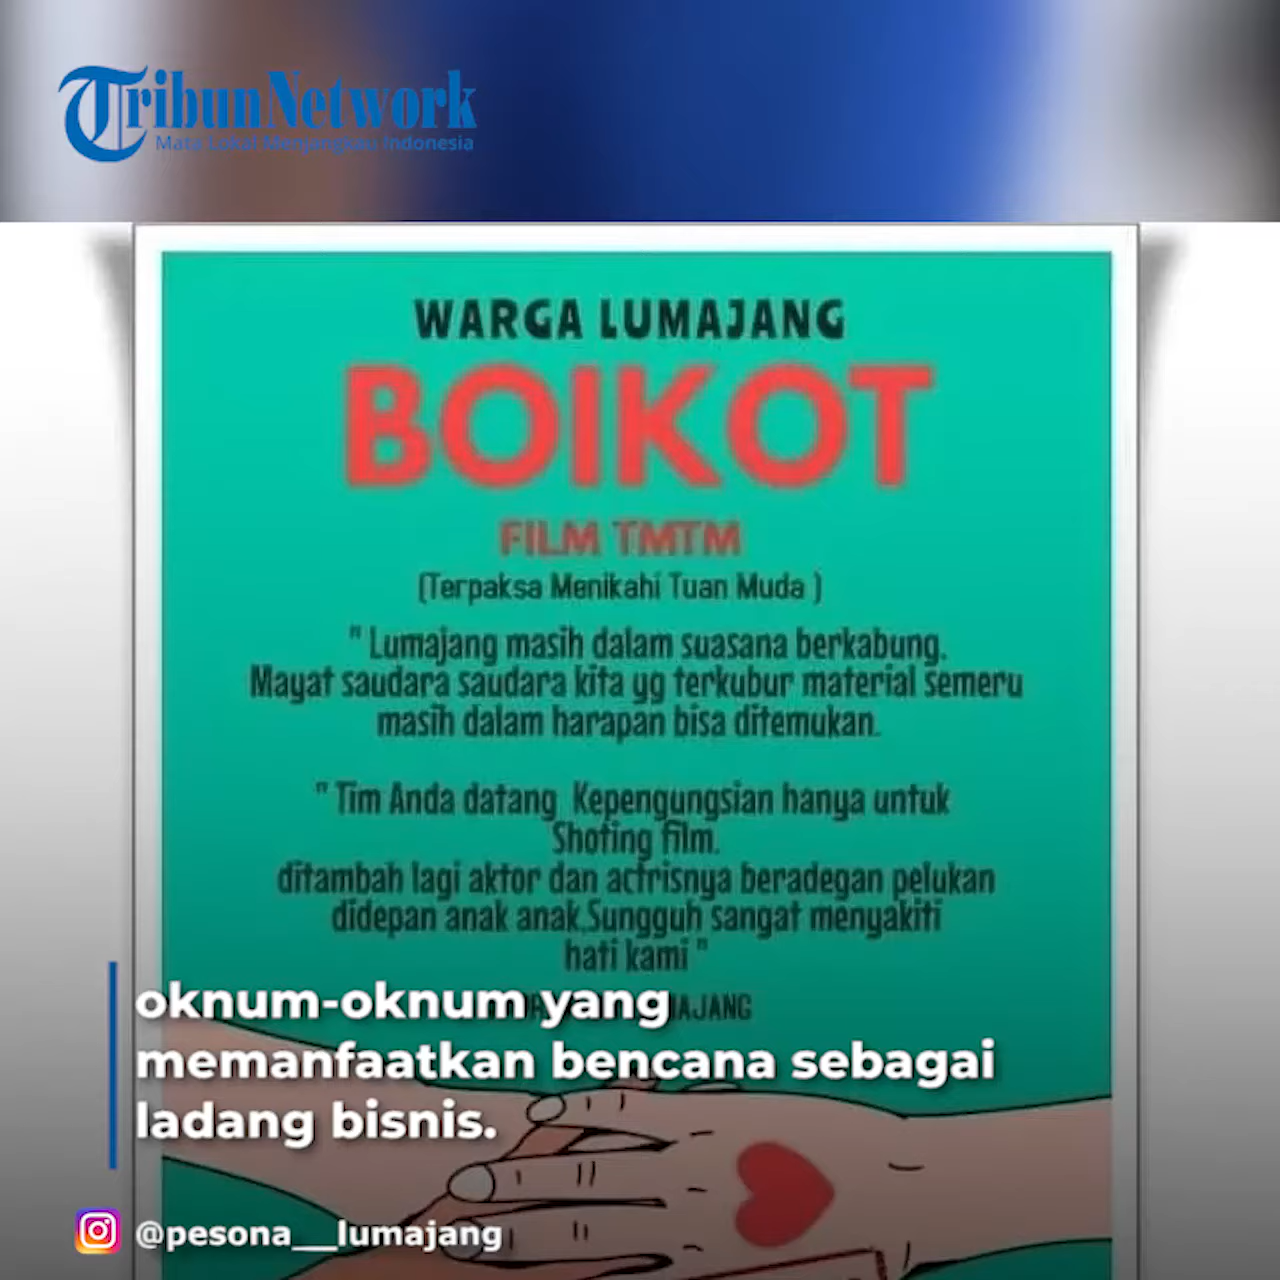 TribunNetwork
Mata Lokal Menjangkau Indonesia
WARGA LUMAJANG
BOIKOT
FILM TMTM
(Terpaksa Menikahi Tuan Muda )
" Lumajang masih dalam suasana berkabung.
Mayat saudara saudara kita yg terkubur material semeru
masih dalam harapan bisa ditemukan.
" Tim Anda datang Kepengungsian hanya untuk
Shoting film.
ditambah lagi aktor dan actrisnya beradegan pelukan
didepan anak anak,Sungguh sangat menyakiti
hati kami "
oknum-oknum yang
memanfaatkan bencana sebagai
ladang bisnis.
@pesona__lumajang